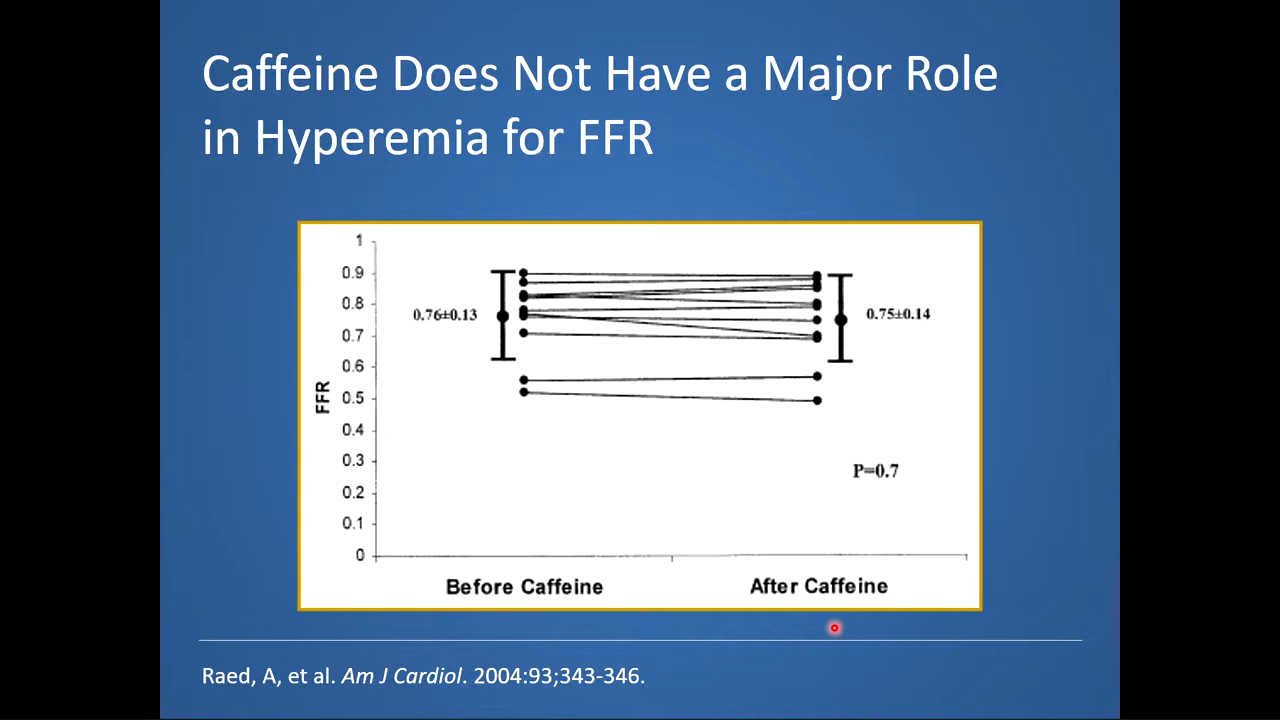 Caffeine Does Not Have a Major Role
in Hyperemia for FFR
1
0.9
0.8
0.7
0.6
0.5
0.4
0.3
0.2
0.1
0
FFR
0.76±0.13
0.75±0.14
P=0.7
Before Caffeine
After Caffeine
Raed, A, et al. Am J Cardiol. 2004:93;343-346.